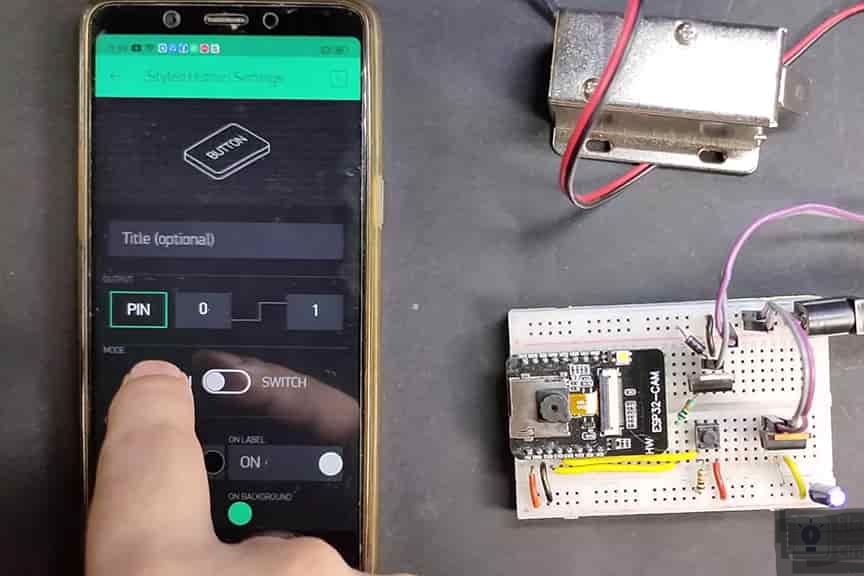 Styled Button Settings
BUTTON
Title (optional)
OUTPUT
PIN
0
1
MODE
SWITCH
ON LABEL
ON
ON BACKGROUND
ESP32-CAM
HW